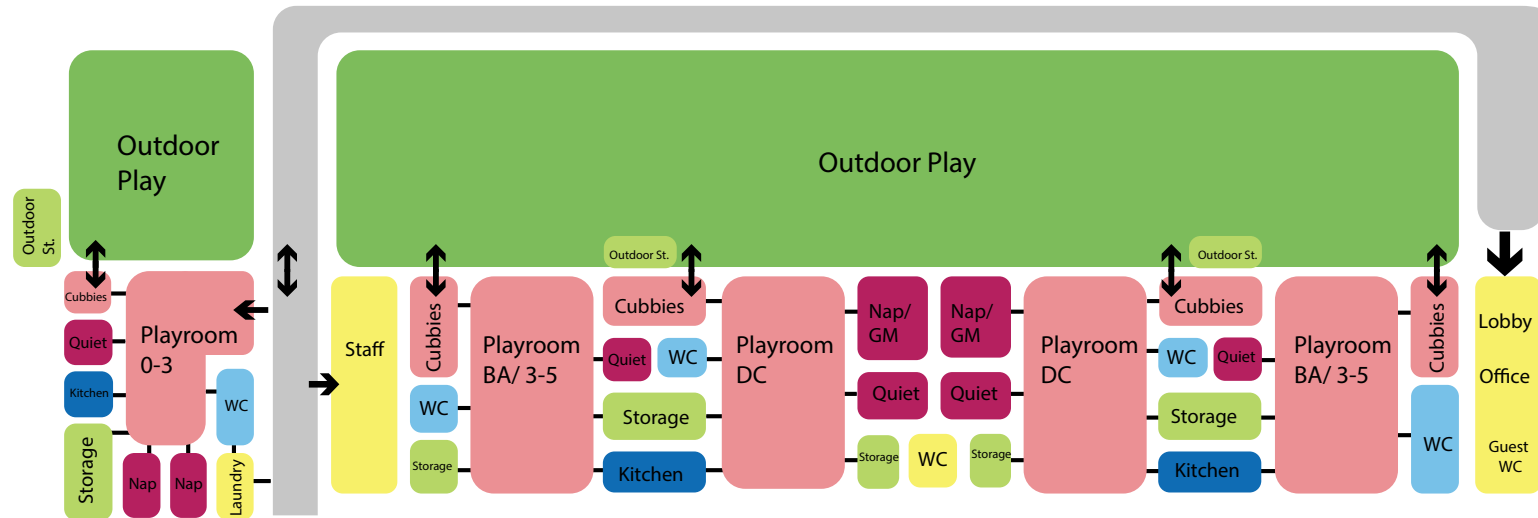 Outdoor
Play
Outdoor
St.
Cubbies
Quiet
Kitchen
Storage
Playroom
0-3
Nap
Nap
WC
Laundry
Outdoor Play
Staff
Cubbies
WC
Storage
Playroom
BA/ 3-5
Outdoor St.
Cubbies
Quiet
WC
Storage
Kitchen
Playroom
DC
Nap/
GM
Quiet
Storage
WC
Nap/
GM
Quiet
Storage
Playroom
DC
Outdoor St.
Cubbies
WC
Quiet
Storage
Kitchen
Playroom
BA/ 3-5
Cubbies
WC
Lobby
Office
Guest
WC